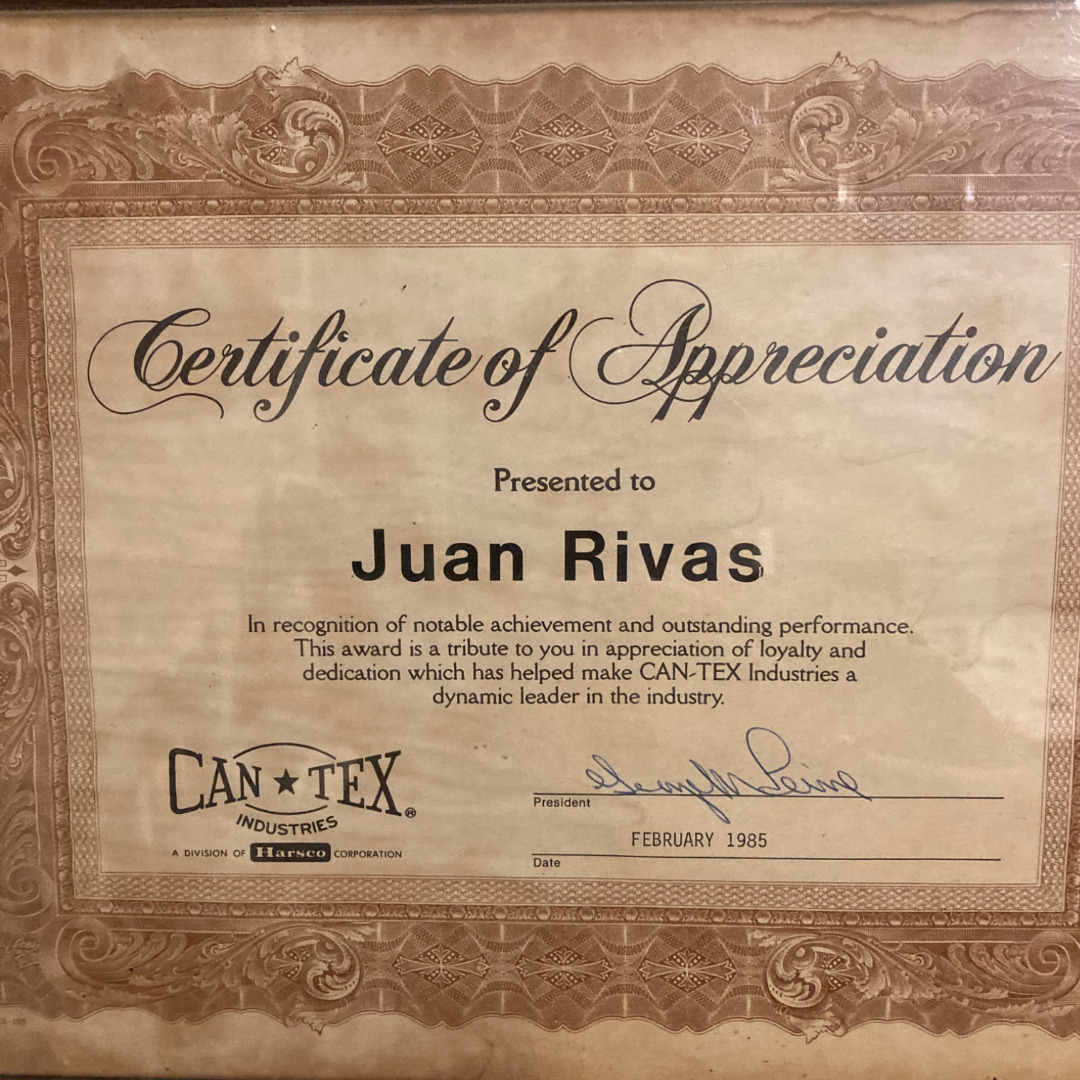 Certificate of Appreciation
Presented to
Juan Rivas
In recognition of notable achievement and outstanding performance.
This award is a tribute to you in appreciation of loyalty and
dedication which has helped make CAN-TEX Industries a
dynamic leader in the industry.
CAN★TEX®
INDUSTRIES
A DIVISION OF Harsco CORPORATION
President
FEBRUARY 1985
Date